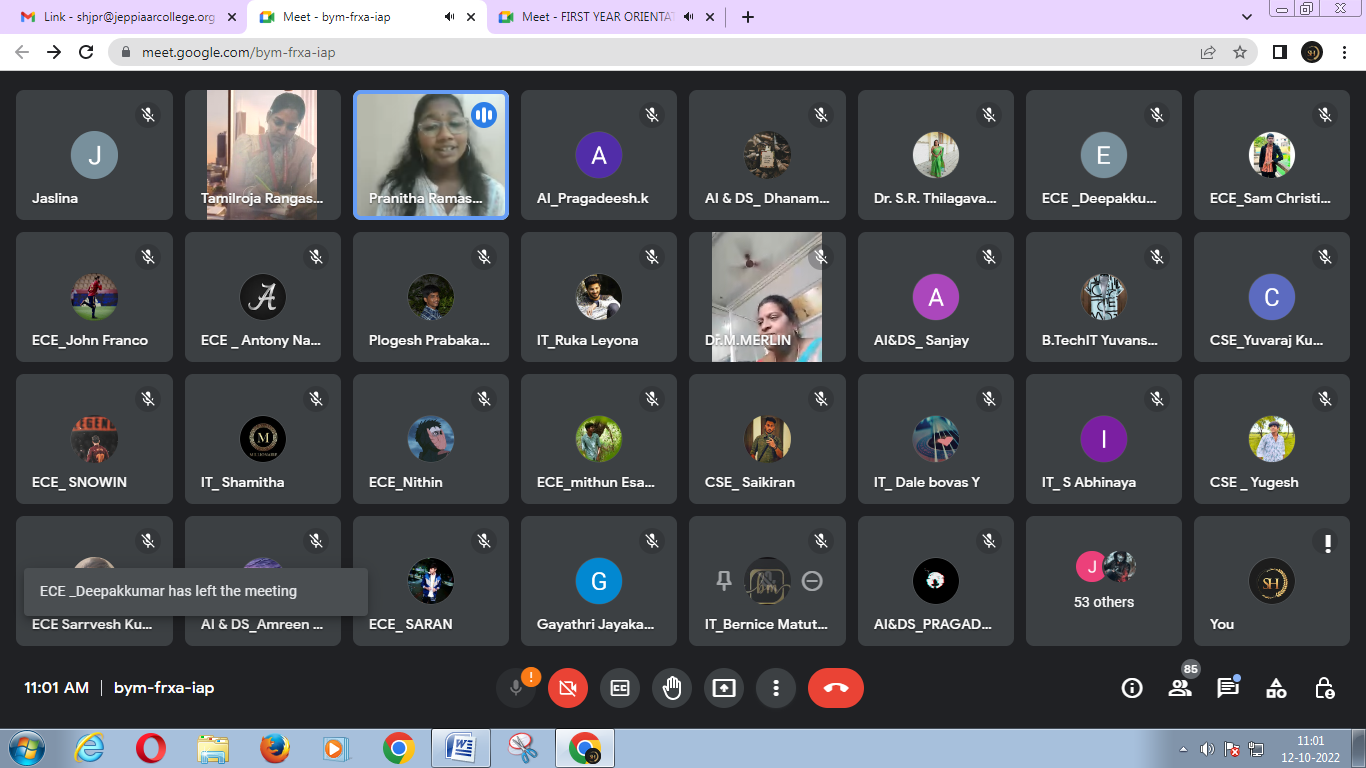 Link - shjpr@jeppiaarcollege.org
Meet - bym-frxa-iap
Meet - FIRST YEAR ORIENTAT
meet.google.com/bym-frxa-iap
J
A
E
Jaslina
Tamilroja Rangas...
Pranitha Ramas...
AI_Pragadeesh.k
AI & DS_ Dhanam...
Dr. S.R. Thilagava...
ECE _Deepakku...
ECE_Sam Christi...
A
A
C
ECE_John Franco
ECE _ Antony Na...
Plogesh Prabaka...
IT_Ruka Leyona
Dr.M.MERLIN
AI&DS_ Sanjay
B.TechIT Yuvans...
CSE_Yuvaraj Ku...
M
I
ECE_ SNOWIN
IT_ Shamitha
ECE_Nithin
ECE_mithun Esa...
CSE_ Saikiran
IT_ Dale bovas Y
IT_ S Abhinaya
CSE _ Yugesh
G
J
SH
53 others
ECE _Deepakkumar has left the meeting
ECE Sarrvesh Ku...
AI & DS_Amreen ...
ECE_ SARAN
Gayathri Jayaka...
IT_Bernice Matut...
AI&DS_PRAGAD...
You
85
11:01 AM | bym-frxa-iap
11:01
12-10-2022